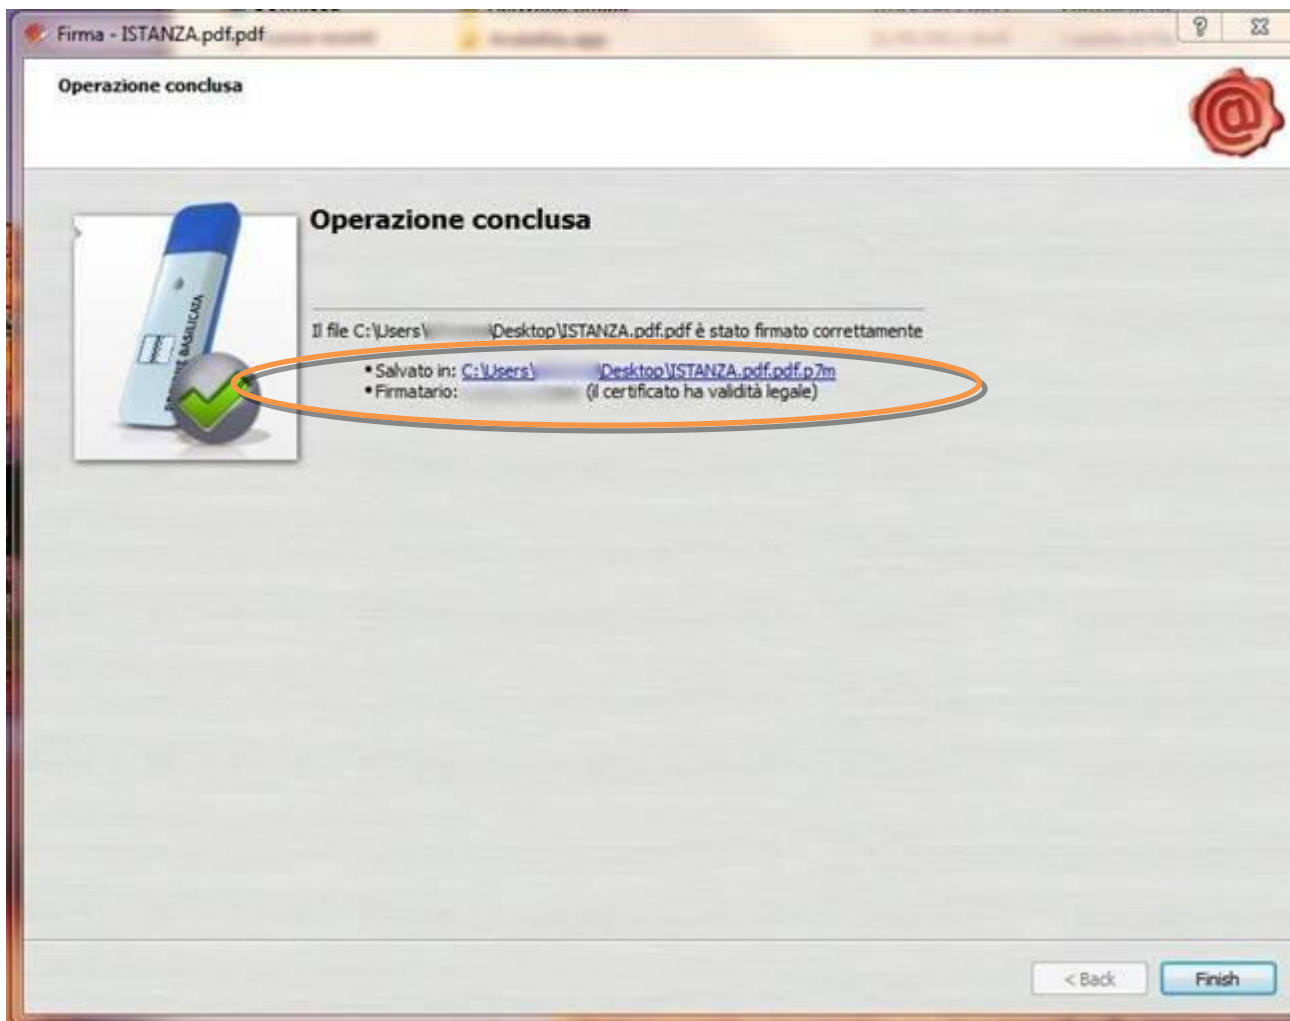 Firma - ISTANZA.pdf.pdf
Operazione conclusa
Operazione conclusa
Il file C:\Users\ \Desktop\ISTANZA.pdf.pdf è stato firmato correttamente
•Salvato in: C:\Users\ \Desktop\ISTANZA.pdf.pdf.p7m
•Firmatario: (il certificato ha validità legale)
BASILICATA
< Back
Finish